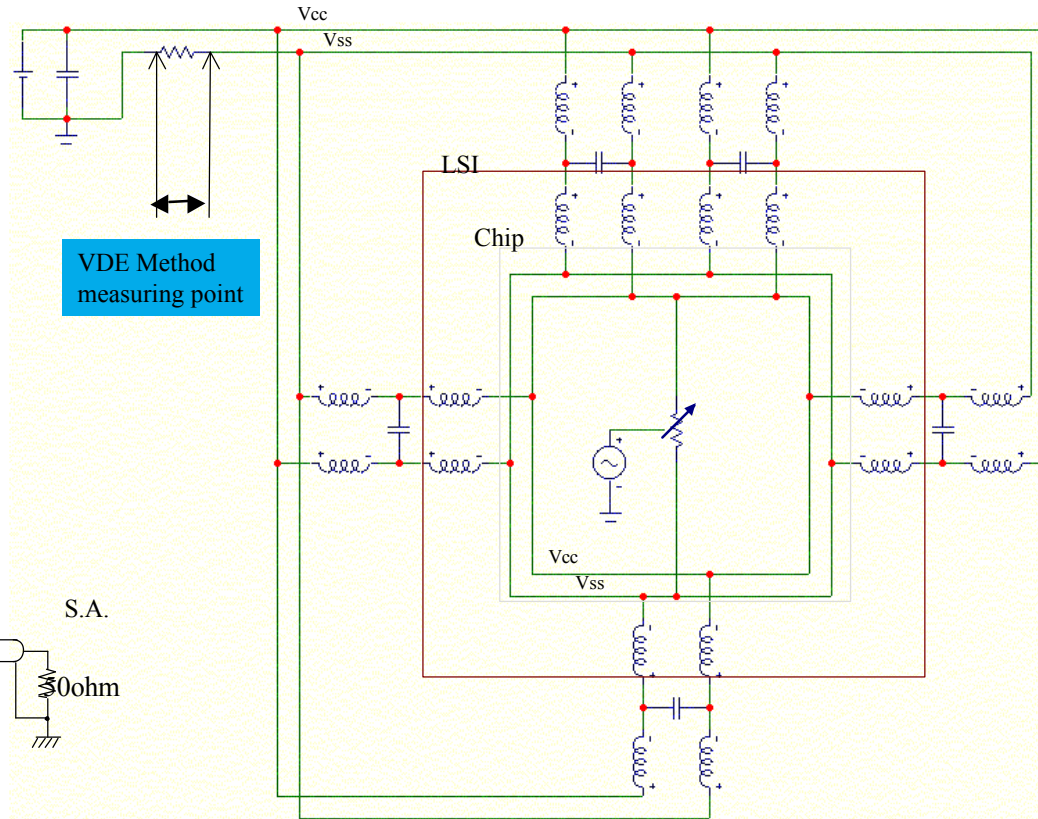 Vcc
Vss
LSI
Chip
VDE Method
measuring point
Vcc
Vss
S.A.
50ohm